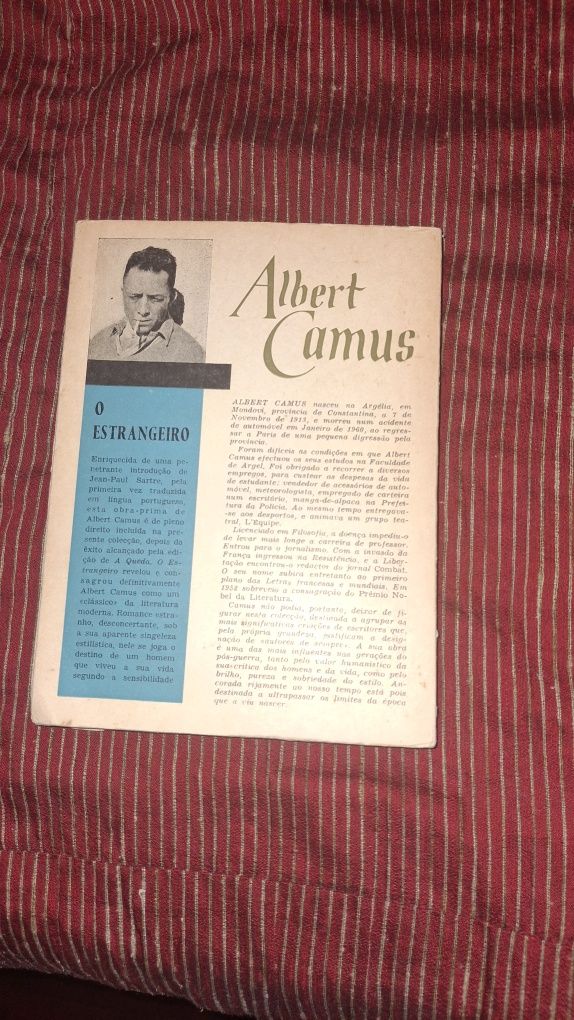 Albert
Camus
O
ESTRANGEIRO
Enriquecida de uma pe-
netrante introdução de
Jean-Paul Sartre, pela
primeira vez traduzida
em língua portuguesa,
esta obra-prima de
Albert Camus é de pleno
direito incluída na pre-
sente colecção, depois do
êxito alcançado pela edi-
ção de A Queda. O Es-
trangeiro revelou e con-
sagrou definitivamente
Albert Camus como um
«clássico» da literatura
moderna. Romance estra-
nho, desconcertante, sob
a sua aparente singeleza
estilística, nele se joga o
destino de um homem
que viveu a sua vida
segundo a sensibilidade
ALBERT CAMUS nasceu na Argélia, em
Mondovi, província de Constantina, a 7 de
Novembro de 1913, e morreu num acidente
de automóvel em Janeiro de 1960, ao regres-
sar a Paris de uma pequena digressão pela
província.
Foram difíceis as condições em que Albert
Camus efectuou os seus estudos na Faculdade
de Argel. Foi obrigado a recorrer a diversos
empregos, para custear as despesas da vida
de estudante: vendedor de acessórios de auto-
móvel, meteorologista, empregado de carteira
num escritório, manga-de-alpaca na Prefei-
tura da Polícia. Ao mesmo tempo entregava-
-se aos desportos, e animava um grupo tea-
tral, L'Equipe.
Licenciado em Filosofia, a doença impediu-o
de levar mais longe a carreira de professor.
Entrou para o jornalismo. Com a invasão da
França ingressou na Resistência, e a Liber-
tação encontrou-o redactor do jornal Combat.
O seu nome subira entretanto ao primeiro
plano das Letras francesas e mundiais. Em
1952 sobreveio a consagração do Prémio No-
bel da Literatura.
Camus não podia, portanto, deixar de fi-
gurar nesta colecção, destinada a agrupar as
mais significativas criações de escritores que,
pela própria grandeza, justificam a desig-
nação de «autores de sempre». A sua obra
é uma das mais influentes nas gerações do
pós-guerra, tanto pelo valor humanístico da
sua crítica dos homens e da vida, como pelo
brilho, pureza e sobriedade do estilo. An-
corada rijamente ao nosso tempo está pois
destinada a ultrapassar os limites da época
que a viu nascer.